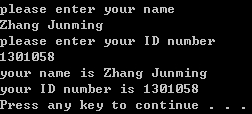 please enter your name
Zhang Junming
please enter your ID number
1301058
your name is Zhang Junming
your ID number is 1301058
Press any key to continue . . .